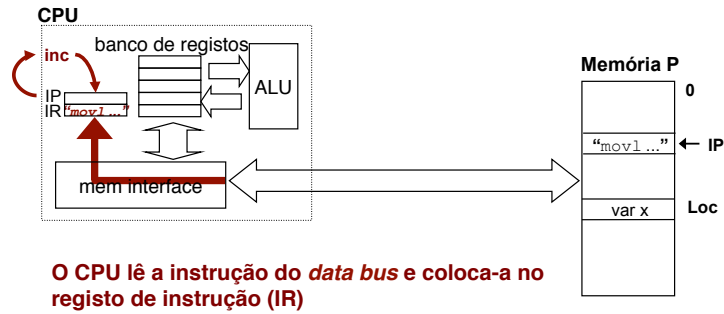 CPU
banco de registos
inc
IP
IR "movl ..."
ALU
mem interface
Memória P
0
"movl ..." IP
var x Loc
O CPU lê a instrução do data bus e coloca-a no
registo de instrução (IR)